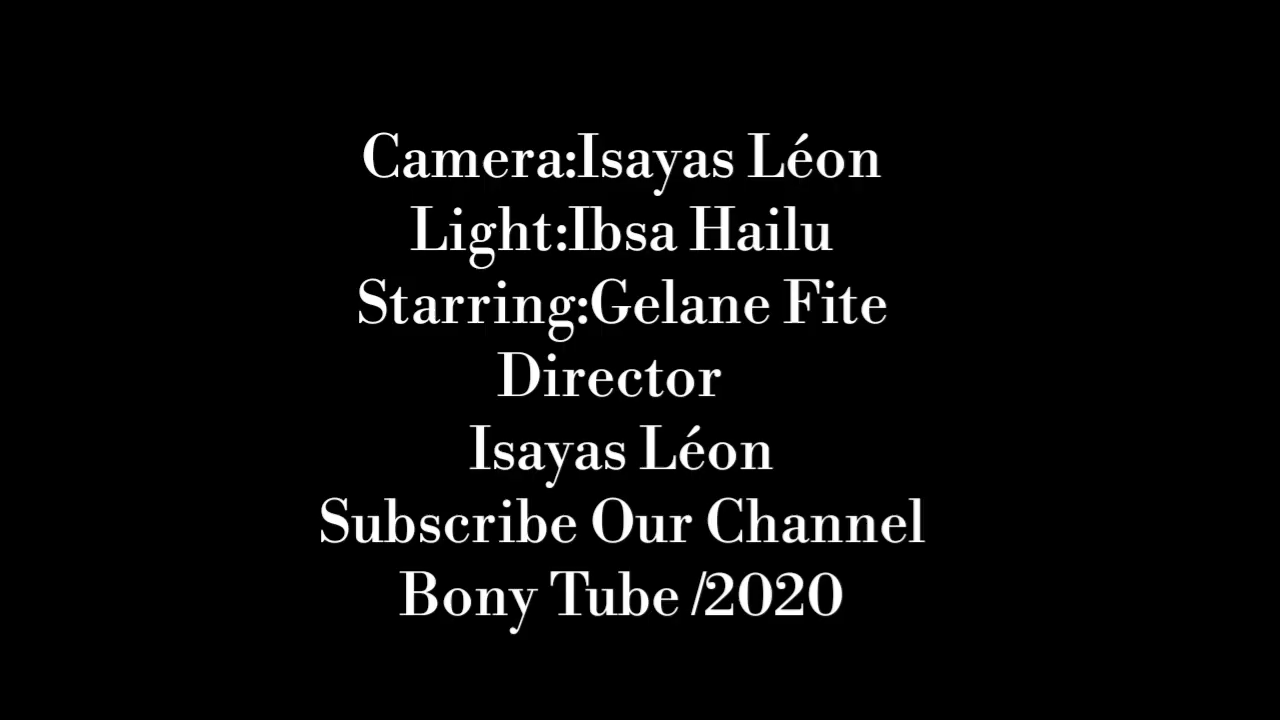 Camera:Isayas Léon
Light:Ibsa Hailu
Starring:Gelane Fite
Director
Isayas Léon
Subscribe Our Channel
Bony Tube /2020